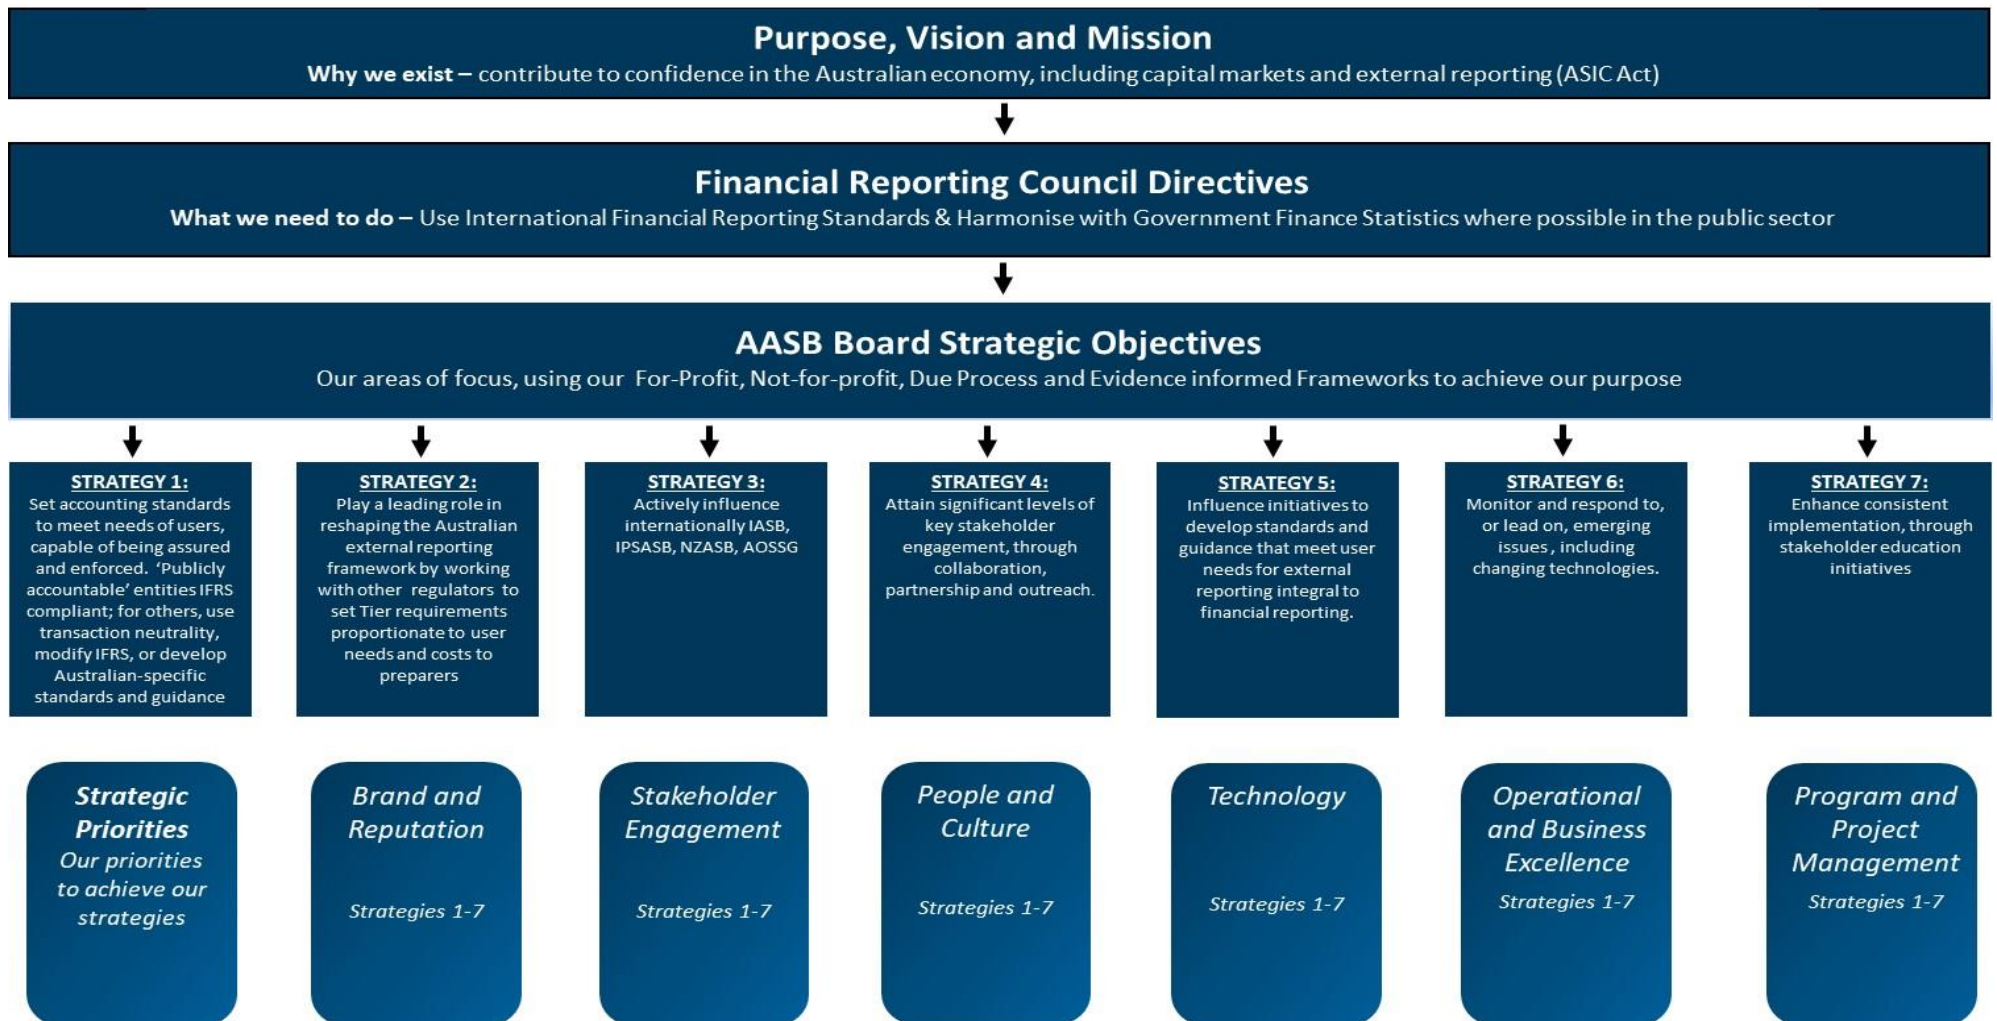 Purpose, Vision and Mission
Why we exist – contribute to confidence in the Australian economy, including capital markets and external reporting (ASIC Act)
Financial Reporting Council Directives
What we need to do – Use International Financial Reporting Standards & Harmonise with Government Finance Statistics where possible in the public sector
AASB Board Strategic Objectives
Our areas of focus, using our For-Profit, Not-for-profit, Due Process and Evidence informed Frameworks to achieve our purpose
STRATEGY 1:
Set accounting standards
to meet needs of users,
capable of being assured
and enforced. ‘Publicly
accountable’ entities IFRS
compliant; for others, use
transaction neutrality,
modify IFRS, or develop
Australian-specific
standards and guidance
STRATEGY 2:
Play a leading role in
reshaping the Australian
external reporting
framework by working
with other regulators to
set Tier requirements
proportionate to user
needs and costs to
preparers
STRATEGY 3:
Actively influence
internationally IASB,
IPSASB, NZASB, AOSSG
STRATEGY 4:
Attain significant levels of
key stakeholder
engagement, through
collaboration,
partnership and outreach.
STRATEGY 5:
Influence initiatives to
develop standards and
guidance that meet user
needs for external
reporting integral to
financial reporting.
STRATEGY 6:
Monitor and respond to,
or lead on, emerging
issues , including
changing technologies.
STRATEGY 7:
Enhance consistent
implementation, through
stakeholder education
initiatives
Strategic
Priorities
Our priorities
to achieve our
strategies
Brand and
Reputation
Strategies 1-7
Stakeholder
Engagement
Strategies 1-7
People and
Culture
Strategies 1-7
Technology
Strategies 1-7
Operational
and Business
Excellence
Strategies 1-7
Program and
Project
Management
Strategies 1-7